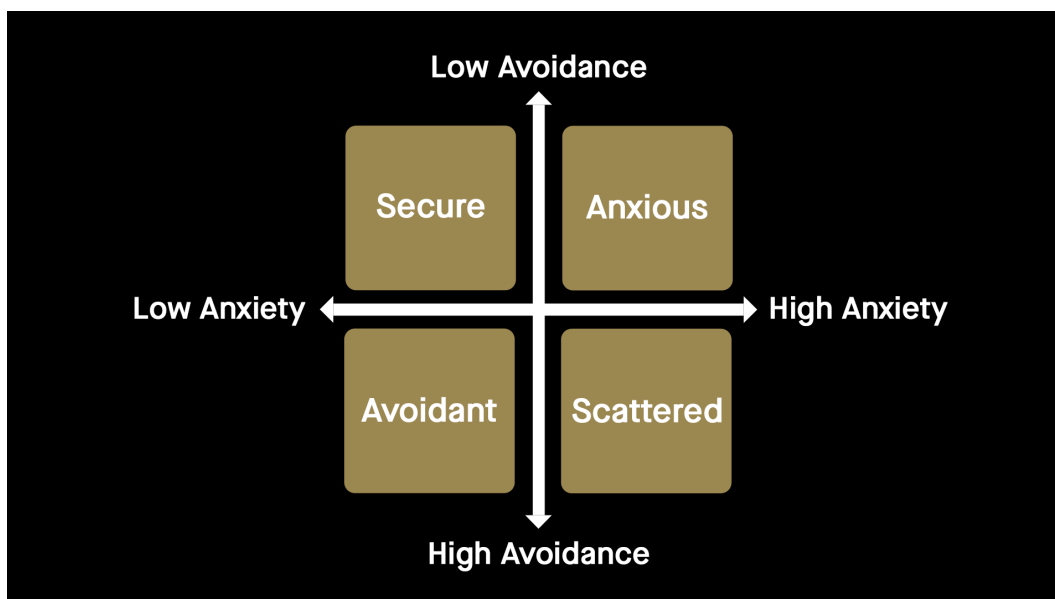 Low Avoidance
Secure
Anxious
Low Anxiety
High Anxiety
Avoidant
Scattered
High Avoidance